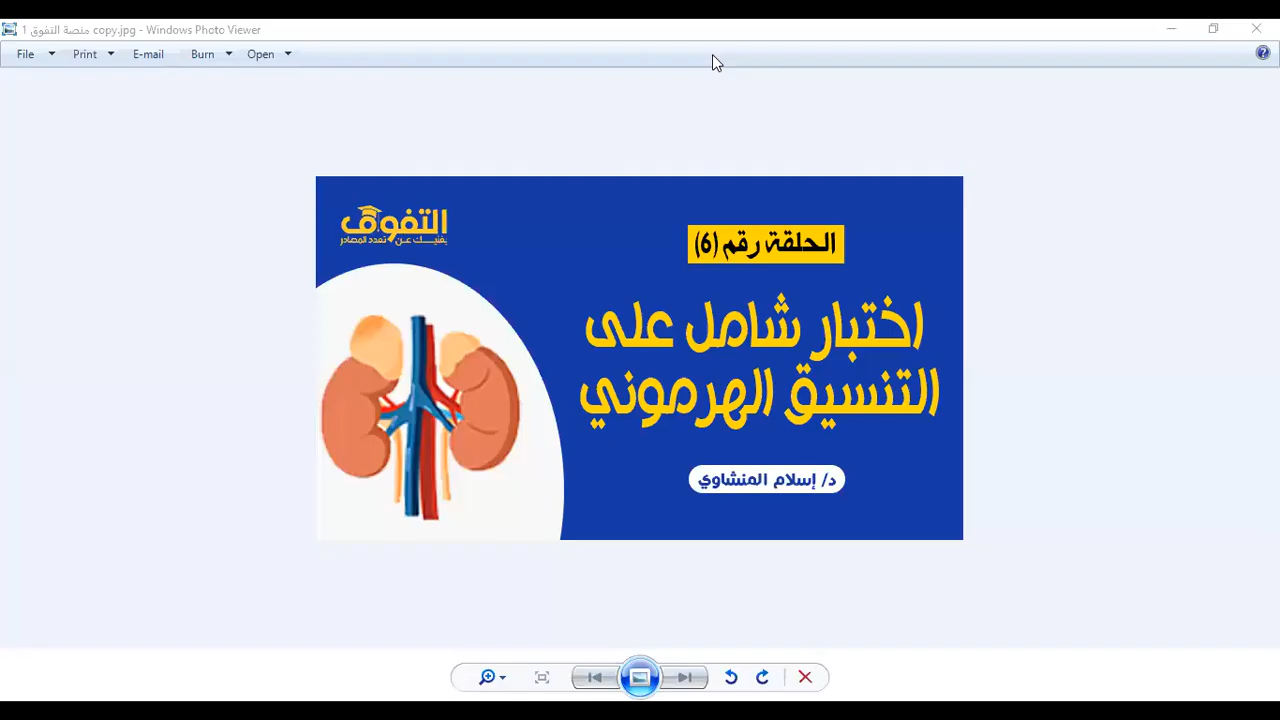 منصة التفوق 1 copy.jpg - Windows Photo Viewer
File Print E-mail Burn Open
التفوق
يغنيك عن تعدد المصادر
الحلقة رقم (6)
اختبار شامل على
التنسيق الهرموني
د/ إسلام المنشاوي